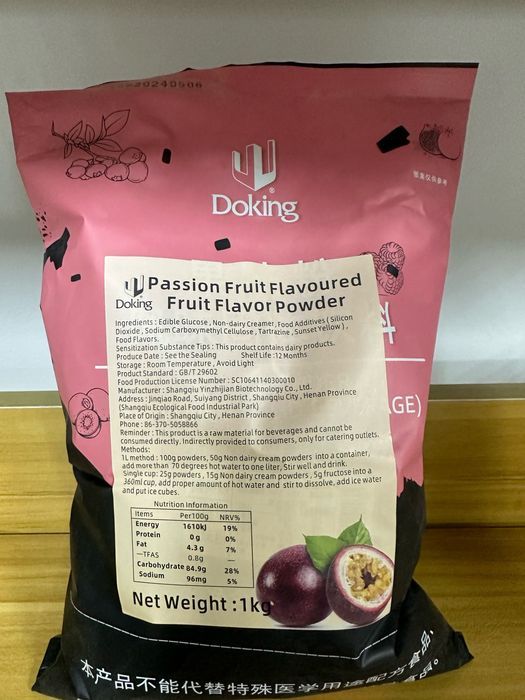 20240506
图案仅供参考
Doking
®
Passion Fruit Flavoured
Doking
Fruit Flavor Powder
Ingredients : Edible Glucose , Non-dairy Creamer , Food Additives ( Silicon
Dioxide , Sodium Carboxymethyl Cellulose , Tartrazine , Sunset Yellow ) ,
Food Flavors.
Sensitization Substance Tips : This product contains dairy products.
Produce Date : See the Sealing Shelf Life :12 Months
Storage : Room Temperature , Avoid Light
Product Standard : GB/T 29602
Food Production License Number : SC10641140300010
Manufacturer : Shangqiu Yinzhijian Biotechnology Co., Ltd.
Address : Jinqiao Road, Suiyang District , Shangqiu City , Henan Province
(Shangqiu Ecological Food Industrial Park)
Place of Origin : Shangqiu City , Henan Province
Phone : 86-370-5058866
Reminder : This product is a raw material for beverages and cannot be
consumed directly, Indirectly provided to consumers, only for catering outlets.
Methods:
1L method : 100g powders, 50g Non dairy cream powders into a container,
add more than 70 degrees hot water to one liter, Stir well and drink.
Single cup: 25g powders , 15g Non dairy cream powders , 5g fructose into a
360ml cup, add proper amount of hot water and stir to dissolve, add ice water
and put ice cubes.
AGE)
Nutrition Information
Items Per100g NRV%
Energy 1610kJ 19%
Protein 0 g 0%
Fat 4.3 g 7%
—TFAS 0.8g —
Carbohydrate 84.9g 28%
Sodium 96mg 5%
Net Weight : 1kg
本产品不能代替特殊医学用途配方食品,